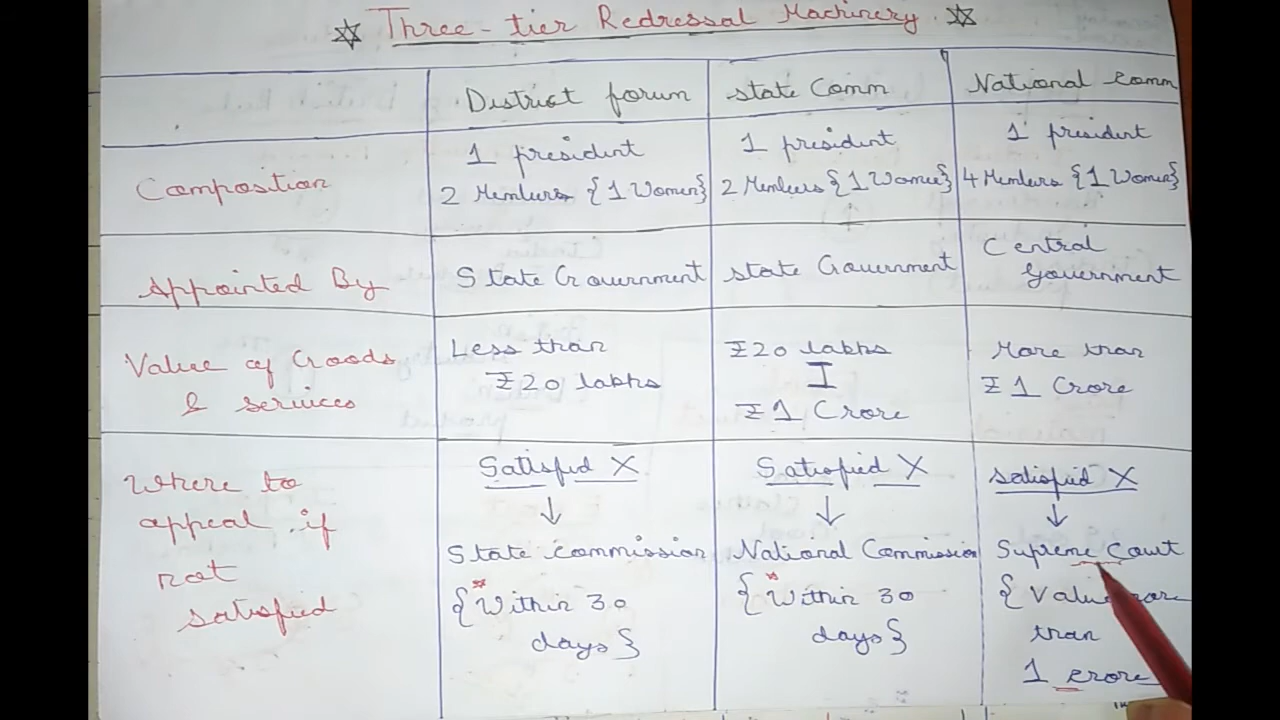 Three-tier Redressal Machinery
District forum
State Comm
National Comm
Composition
1 president
2 Members {1 Women}
1 president
2 Members {1 Women}
1 president
4 Members {1 Women}
Appointed By
State Government
State Government
Central
Government
Value of Goods
& services
Less than
₹20 lakhs
₹20 lakhs
I
₹1 Crore
More than
₹1 Crore
Where to
appeal if
not
satisfied
Satisfied X
↓
State commission
{*Within 30
days}
Satisfied X
↓
National Commission
{*Within 30
days}
Satisfied X
↓
Supreme Court
{Value
than
1 crore